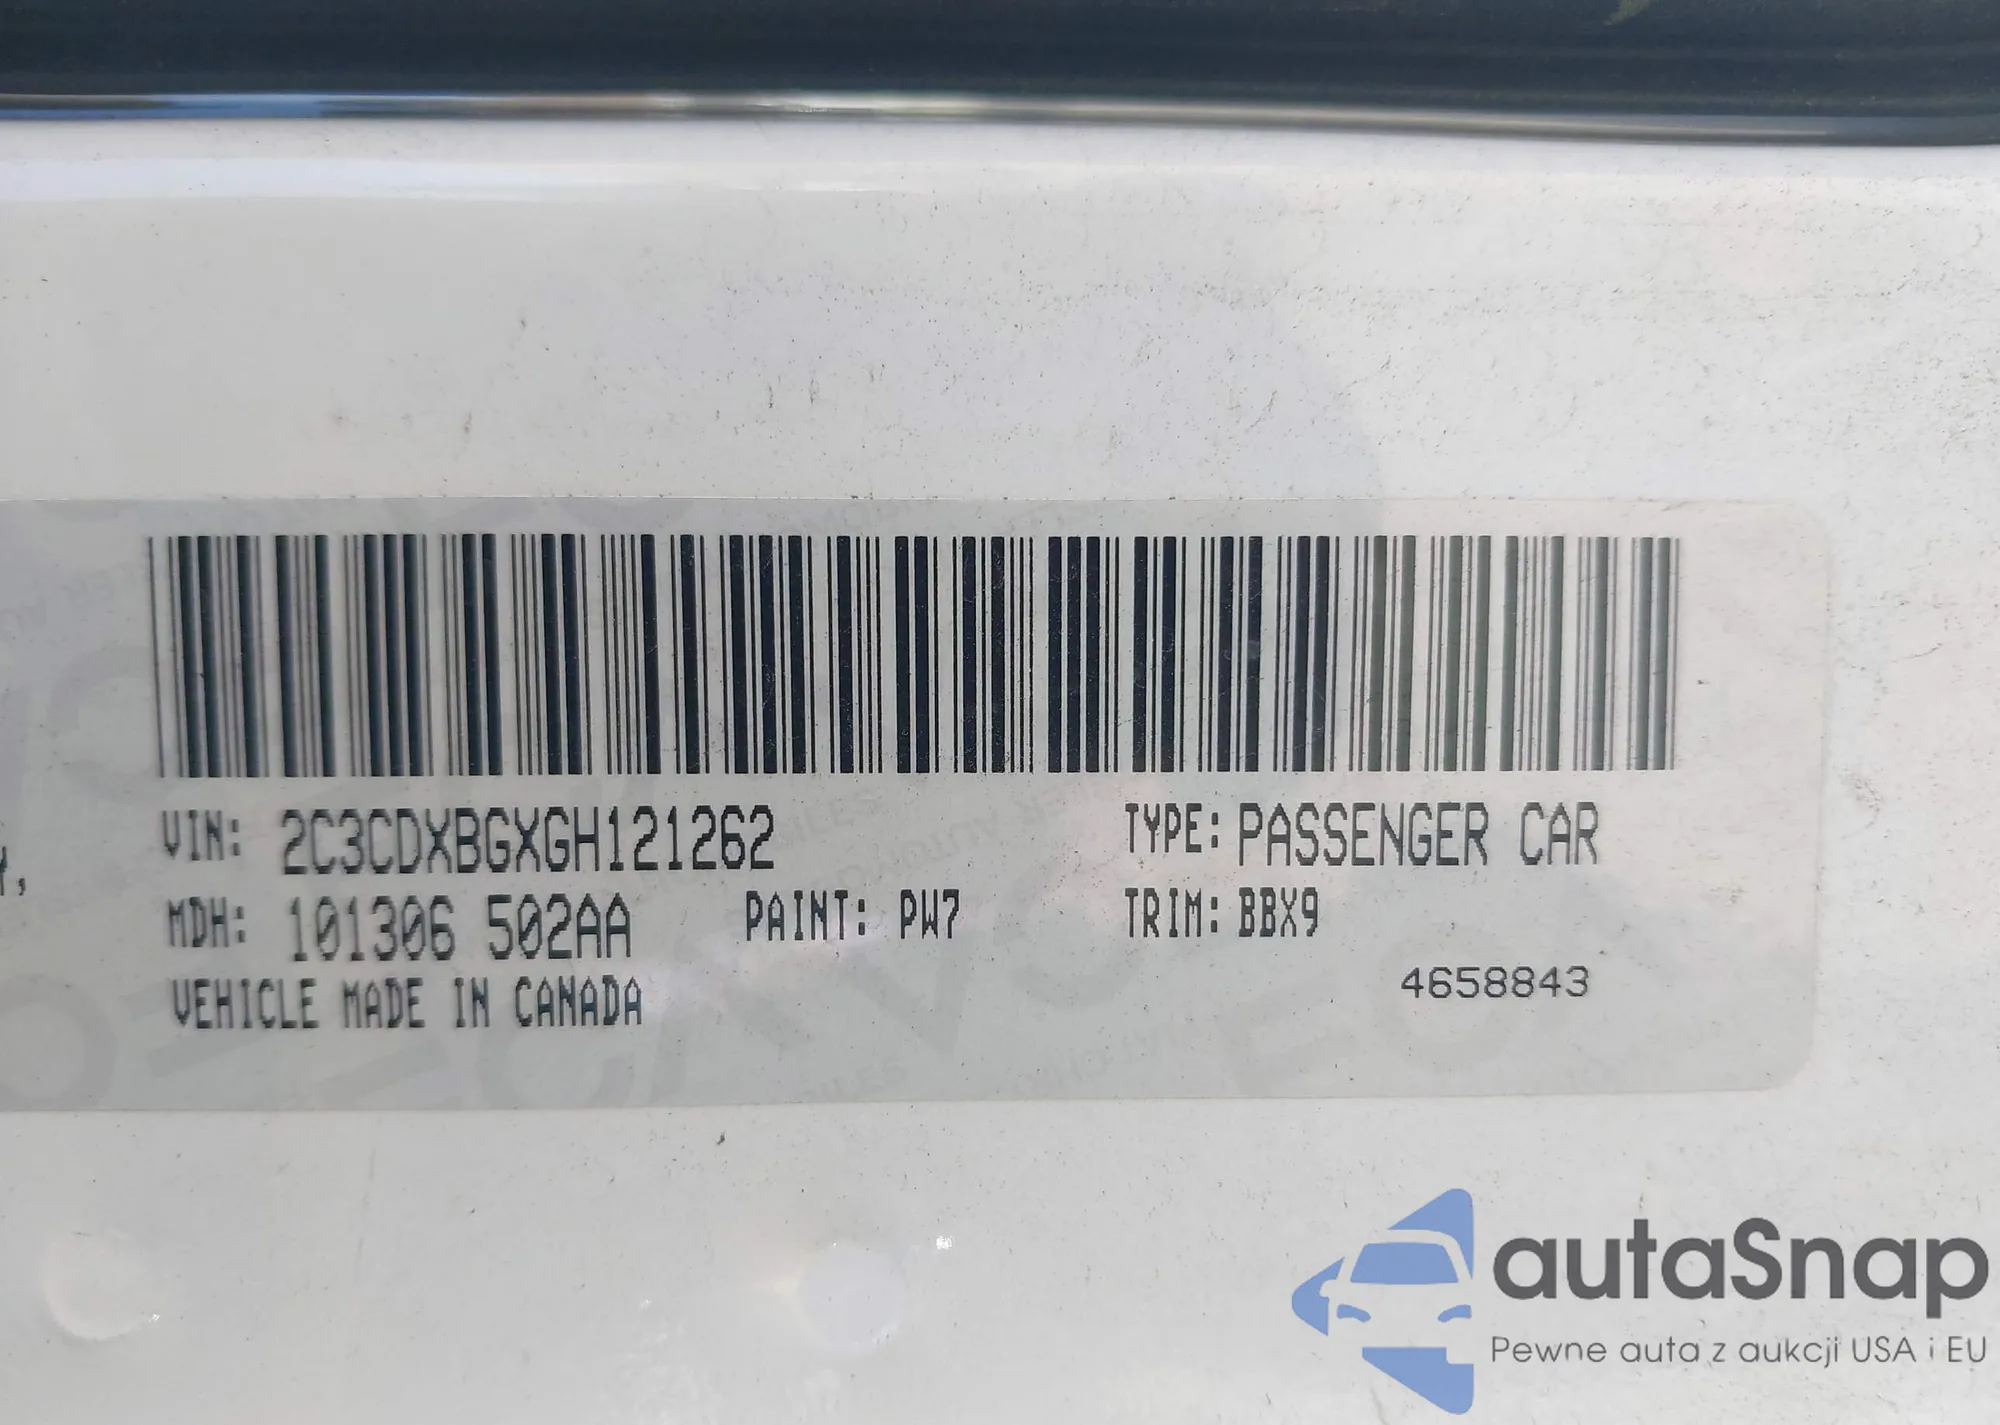 Y,
VIN: 2C3CDXBGXGH121262
TYPE: PASSENGER CAR
MDH: 101306 502AA
PAINT: PW7
TRIM: BBX9
VEHICLE MADE IN CANADA
4658843
autaSnap
Pewne auta z aukcji USA i EU